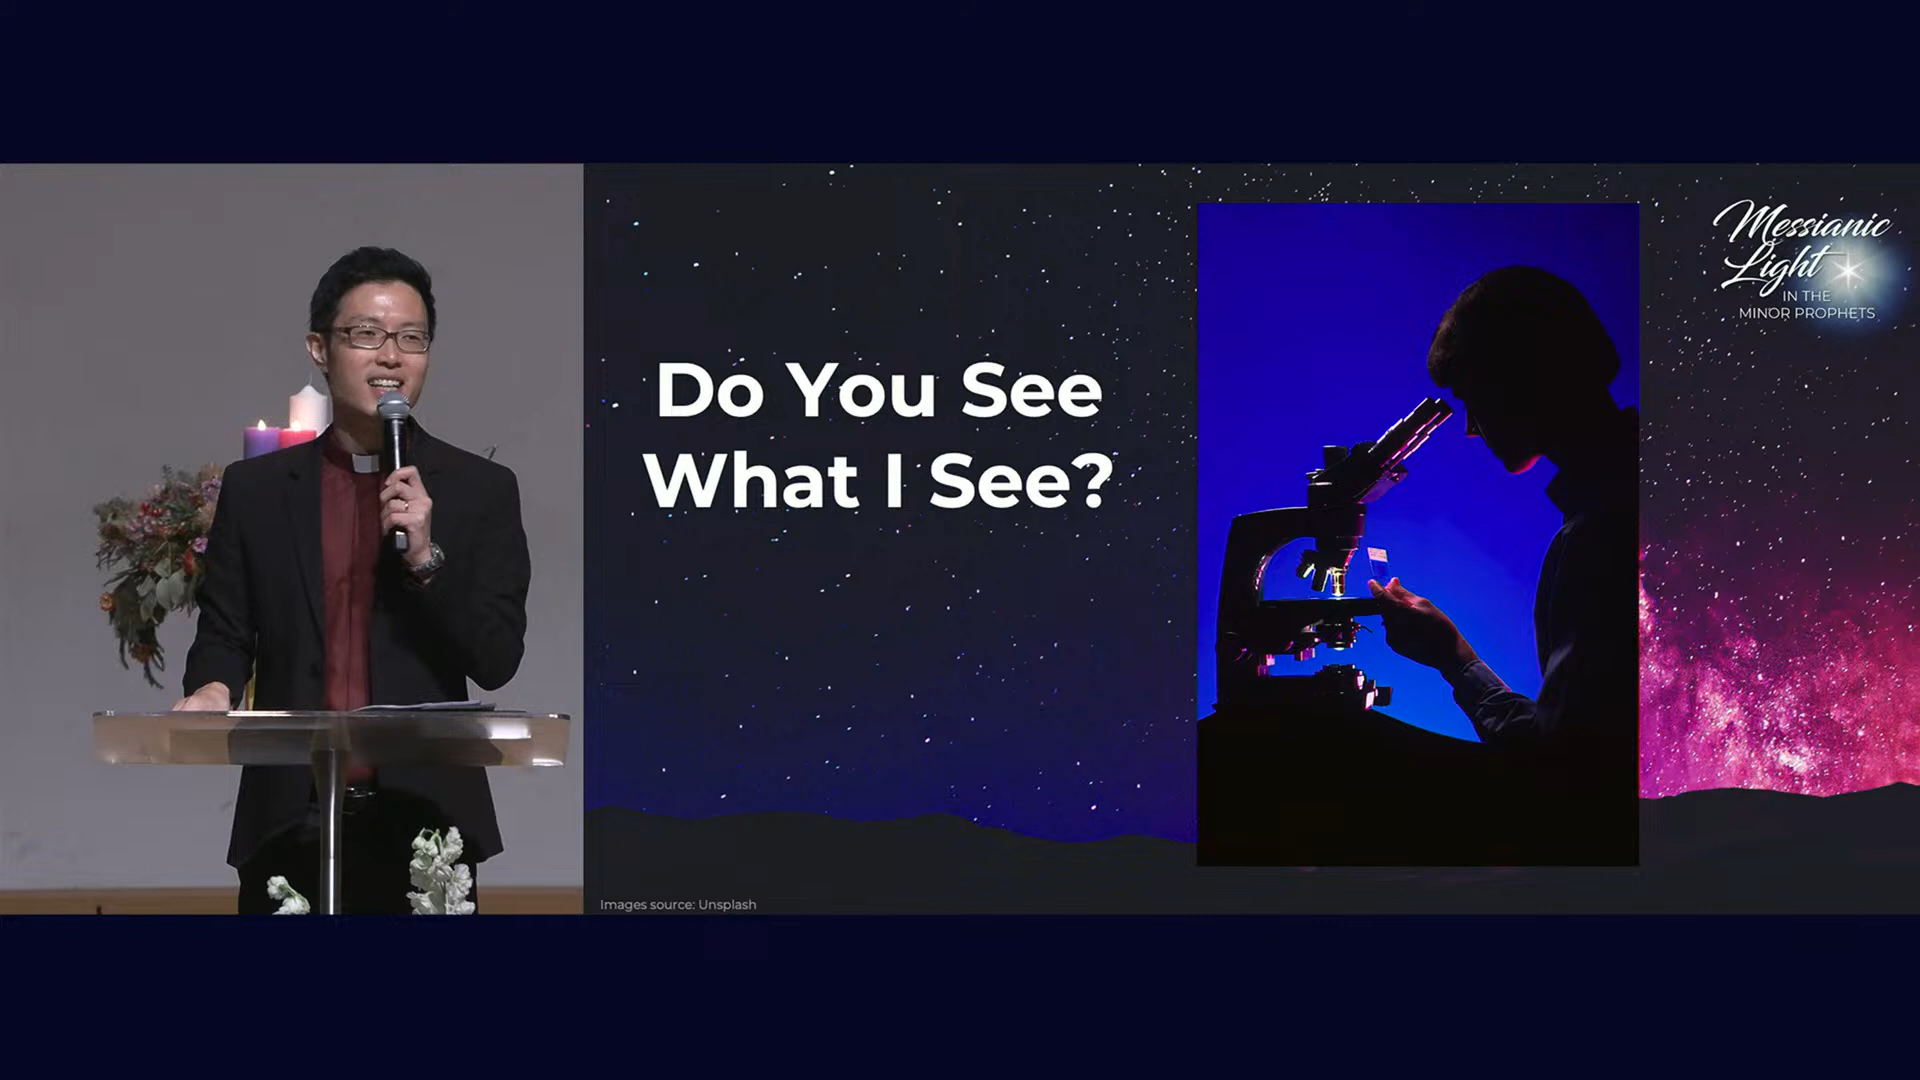 Do You See
What I See?
Messianic
Light
IN THE
MINOR PROPHETS
Images source: Unsplash